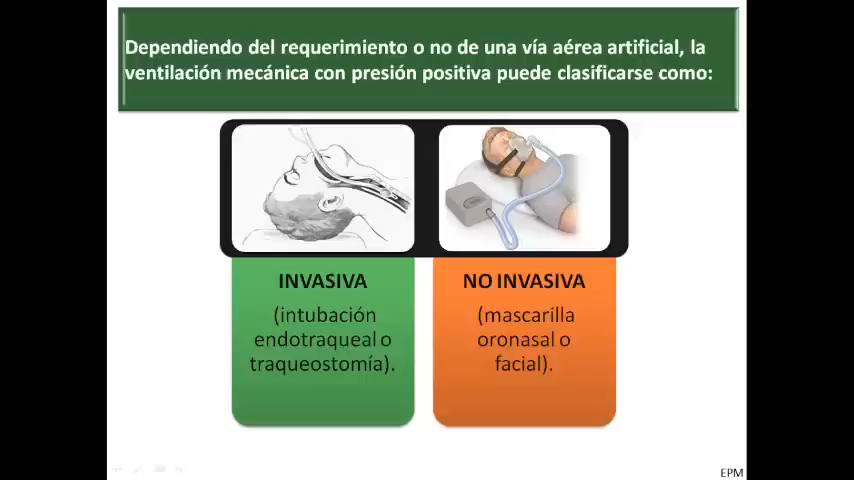 Dependiendo del requerimiento o no de una vía aérea artificial, la
ventilación mecánica con presión positiva puede clasificarse como:
INVASIVA
(intubación
endotraqueal o
traqueostomía).
NO INVASIVA
(mascarilla
oronasal o
facial).
EPM